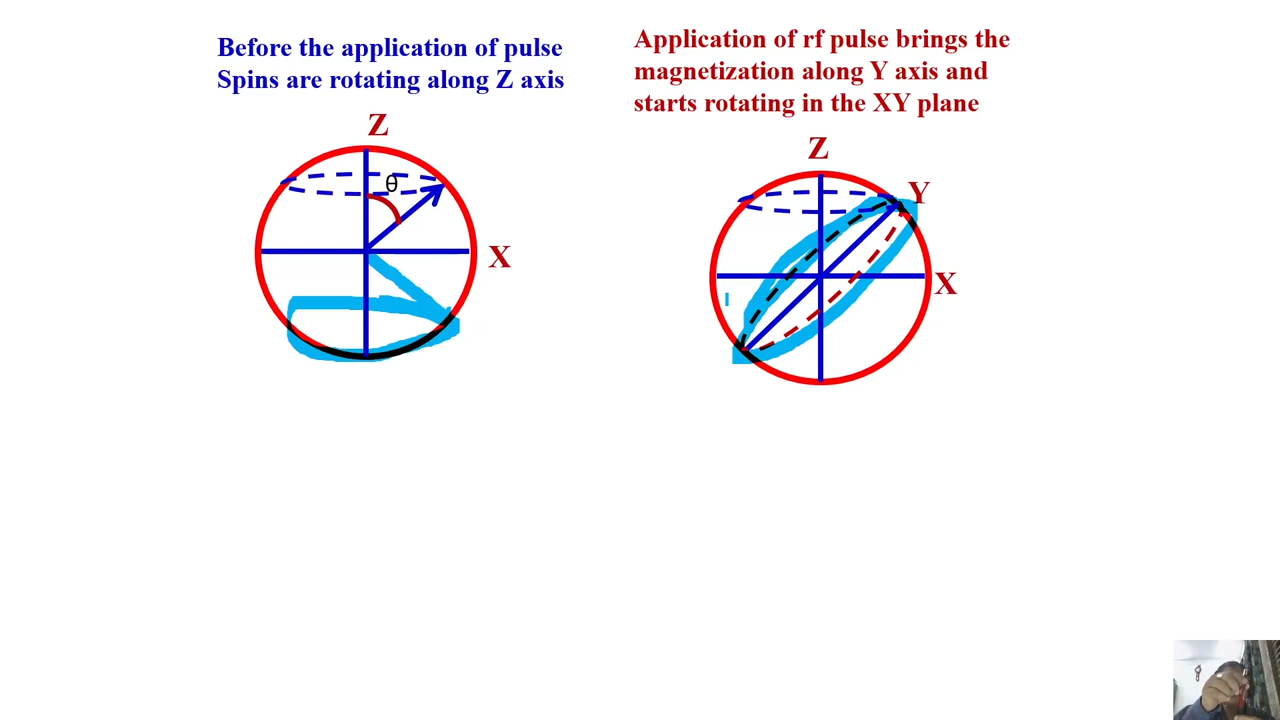 Before the application of pulse
Spins are rotating along Z axis
Z
θ
X
Application of rf pulse brings the
magnetization along Y axis and
starts rotating in the XY plane
Z
Y
X